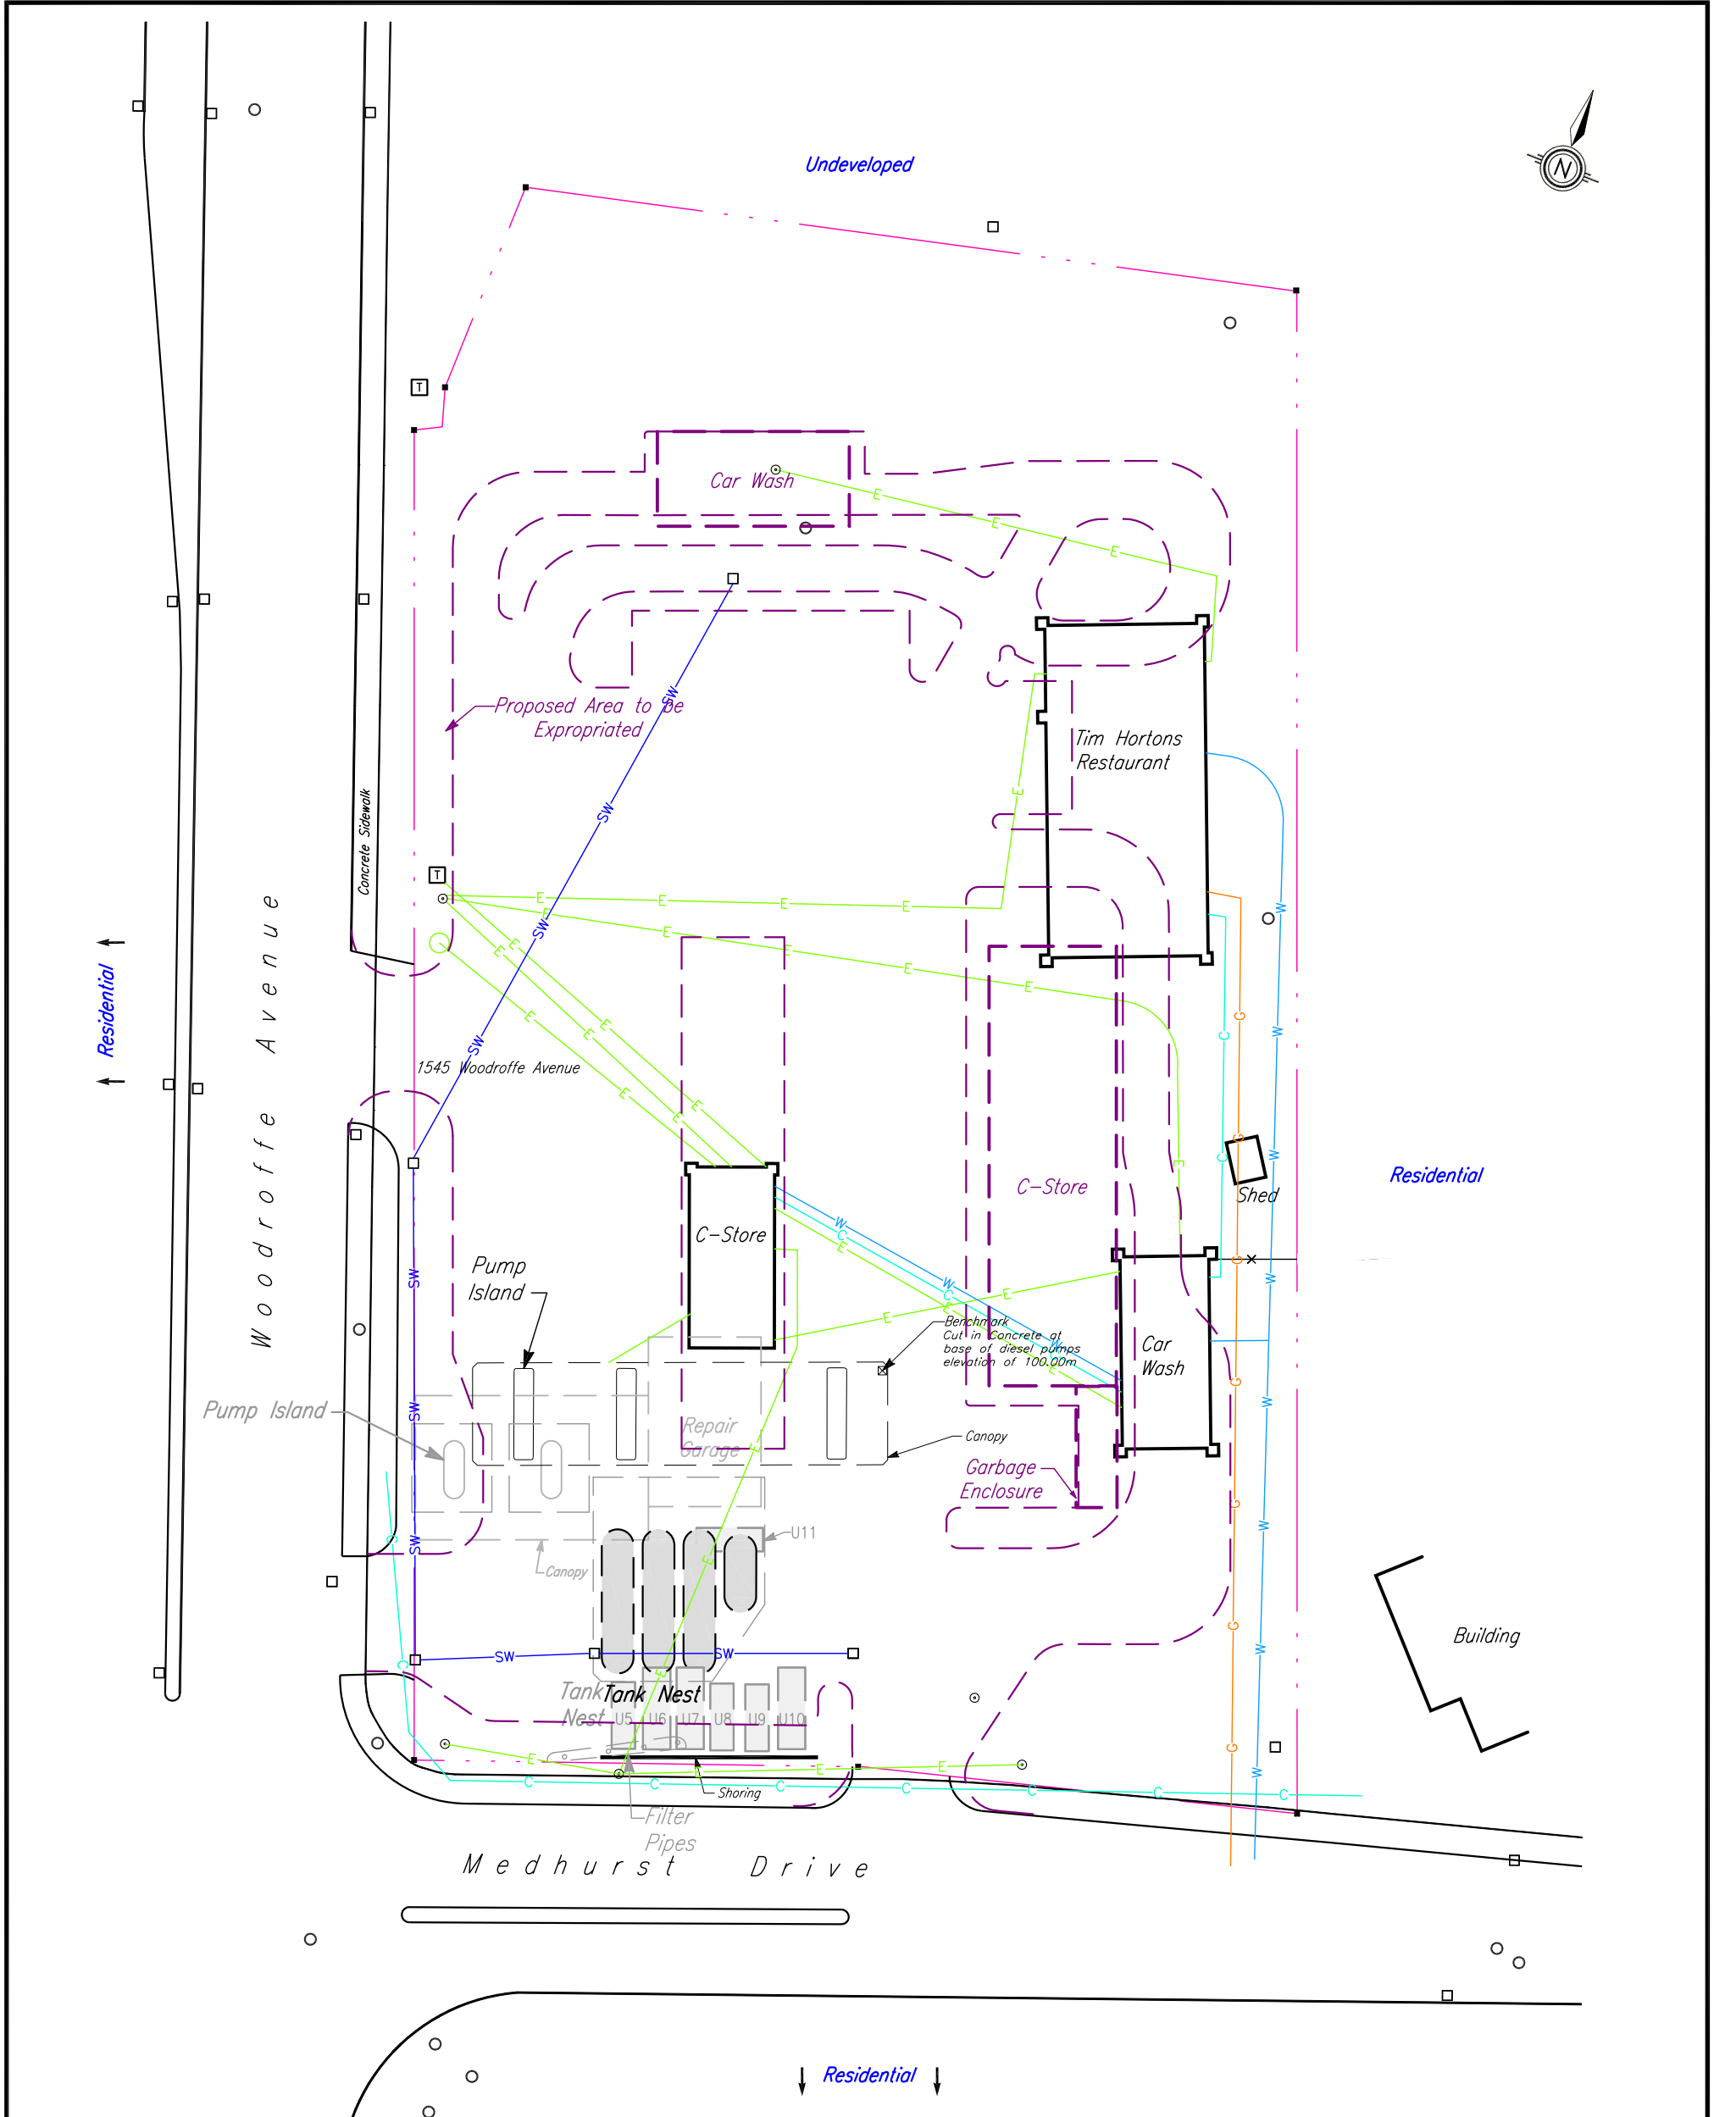 Undeveloped
N
T
Car Wash
Proposed Area to be
Expropriated
Tim Hortons
Restaurant
Concrete Sidewalk
T
Woodroffe Avenue
Residential
1545 Woodroffe Avenue
C-Store
Shed
Residential
C-Store
Pump
Island
Benchmark
Cut in Concrete at
base of diesel pumps
elevation of 100.00m
Car
Wash
Pump Island
Repair
Garage
Canopy
Garbage
Enclosure
U11
Canopy
Building
Tank
Nest
Tank Nest
U5 U6 U7 U8 U9 U10
Shoring
Filter
Pipes
Medhurst Drive
Residential
E
SW
W
C
G